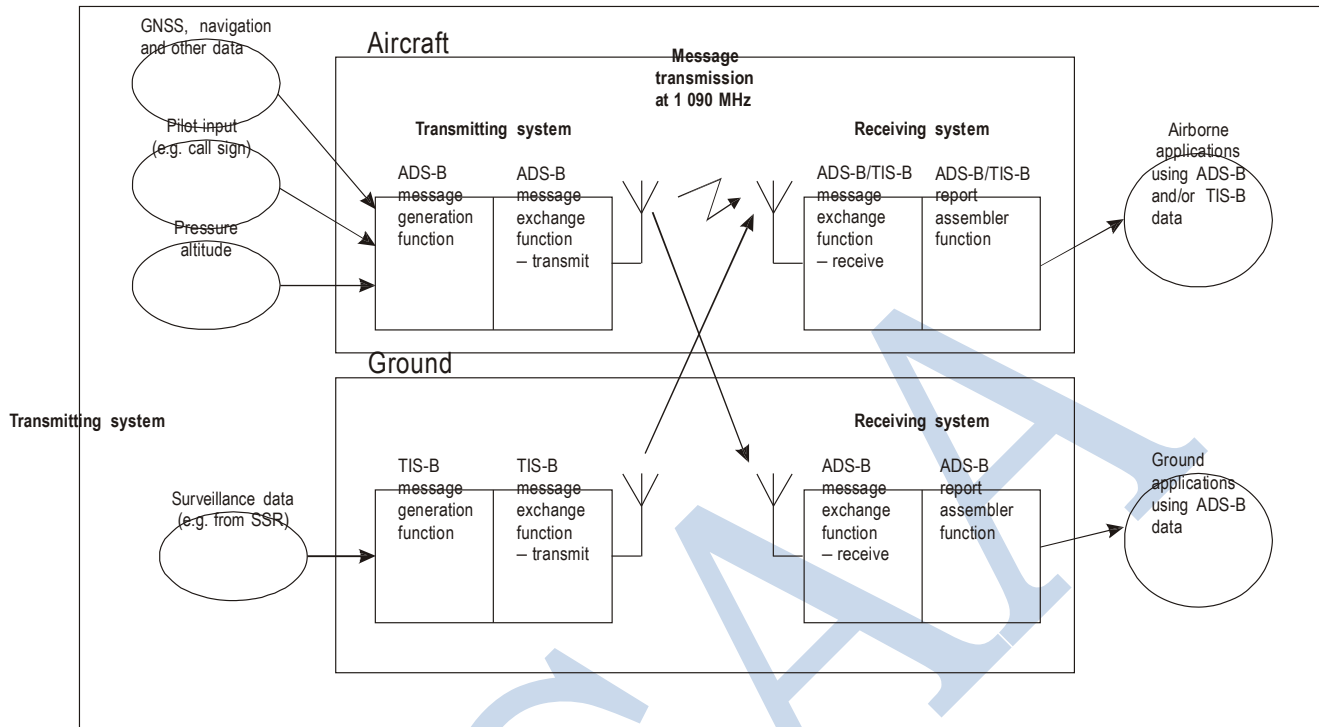 GNSS, navigation
and other data
Aircraft
Message
transmission
at 1 090 MHz
Pilot input
(e.g. call sign)
Transmitting system
Receiving system
Airborne
applications
using ADS-B
and/or TIS-B
data
ADS-B
message
generation
function
ADS-B
message
exchange
function
— transmit
ADS-B/TIS-B
message
exchange
function
— receive
ADS-B/TIS-B
report
assembler
function
Pressure
altitude
Ground
Transmitting system
Receiving system
TIS-B
message
generation
function
TIS-B
message
exchange
function
— transmit
ADS-B
message
exchange
function
— receive
ADS-B
report
assembler
function
Ground
applications
using ADS-B
data
Surveillance data
(e.g. from SSR)